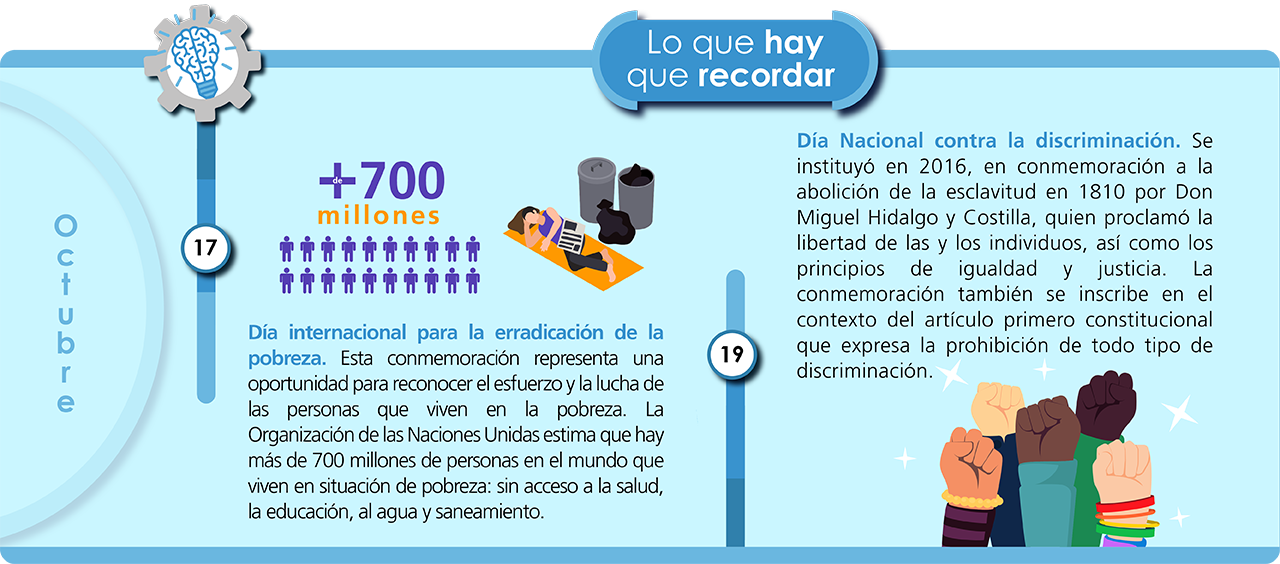 Lo que hay
que recordar
Octubre
17
+de 700
millones
Día internacional para la erradicación de la
pobreza. Esta conmemoración representa una
oportunidad para reconocer el esfuerzo y la lucha de
las personas que viven en la pobreza. La
Organización de las Naciones Unidas estima que hay
más de 700 millones de personas en el mundo que
viven en situación de pobreza: sin acceso a la salud,
la educación, al agua y saneamiento.
19
Día Nacional contra la discriminación. Se
instituyó en 2016, en conmemoración a la
abolición de la esclavitud en 1810 por Don
Miguel Hidalgo y Costilla, quien proclamó la
libertad de las y los individuos, así como los
principios de igualdad y justicia. La
conmemoración también se inscribe en el
contexto del artículo primero constitucional
que expresa la prohibición de todo tipo de
discriminación.